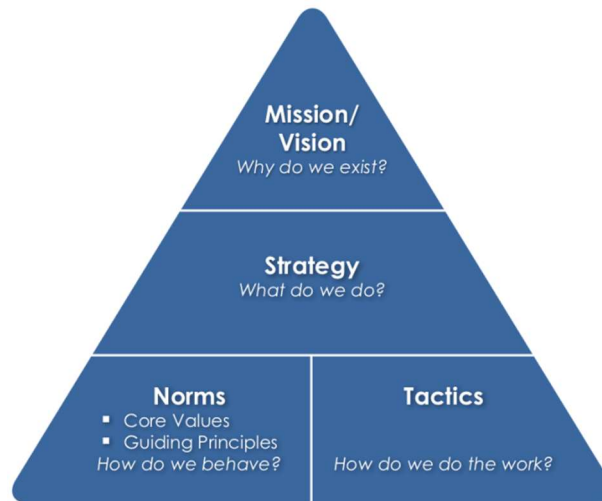 Mission/
Vision
Why do we exist?
Strategy
What do we do?
Norms
▪ Core Values
▪ Guiding Principles
How do we behave?
Tactics
How do we do the work?